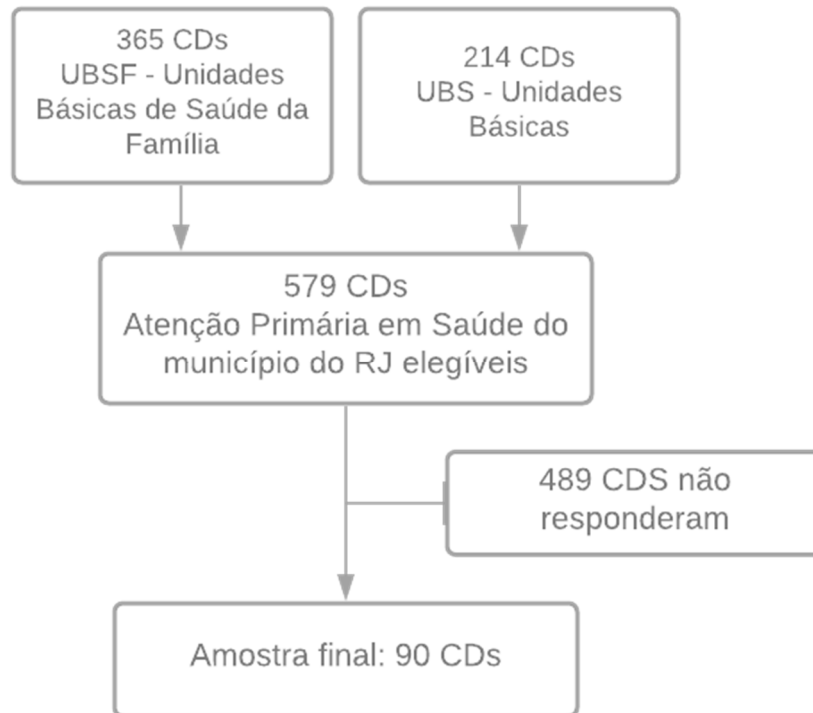 365 CDs
UBSF - Unidades
Básicas de Saúde da
Família
214 CDs
UBS - Unidades
Básicas
579 CDs
Atenção Primária em Saúde do
município do RJ elegíveis
489 CDS não
responderam
Amostra final: 90 CDs